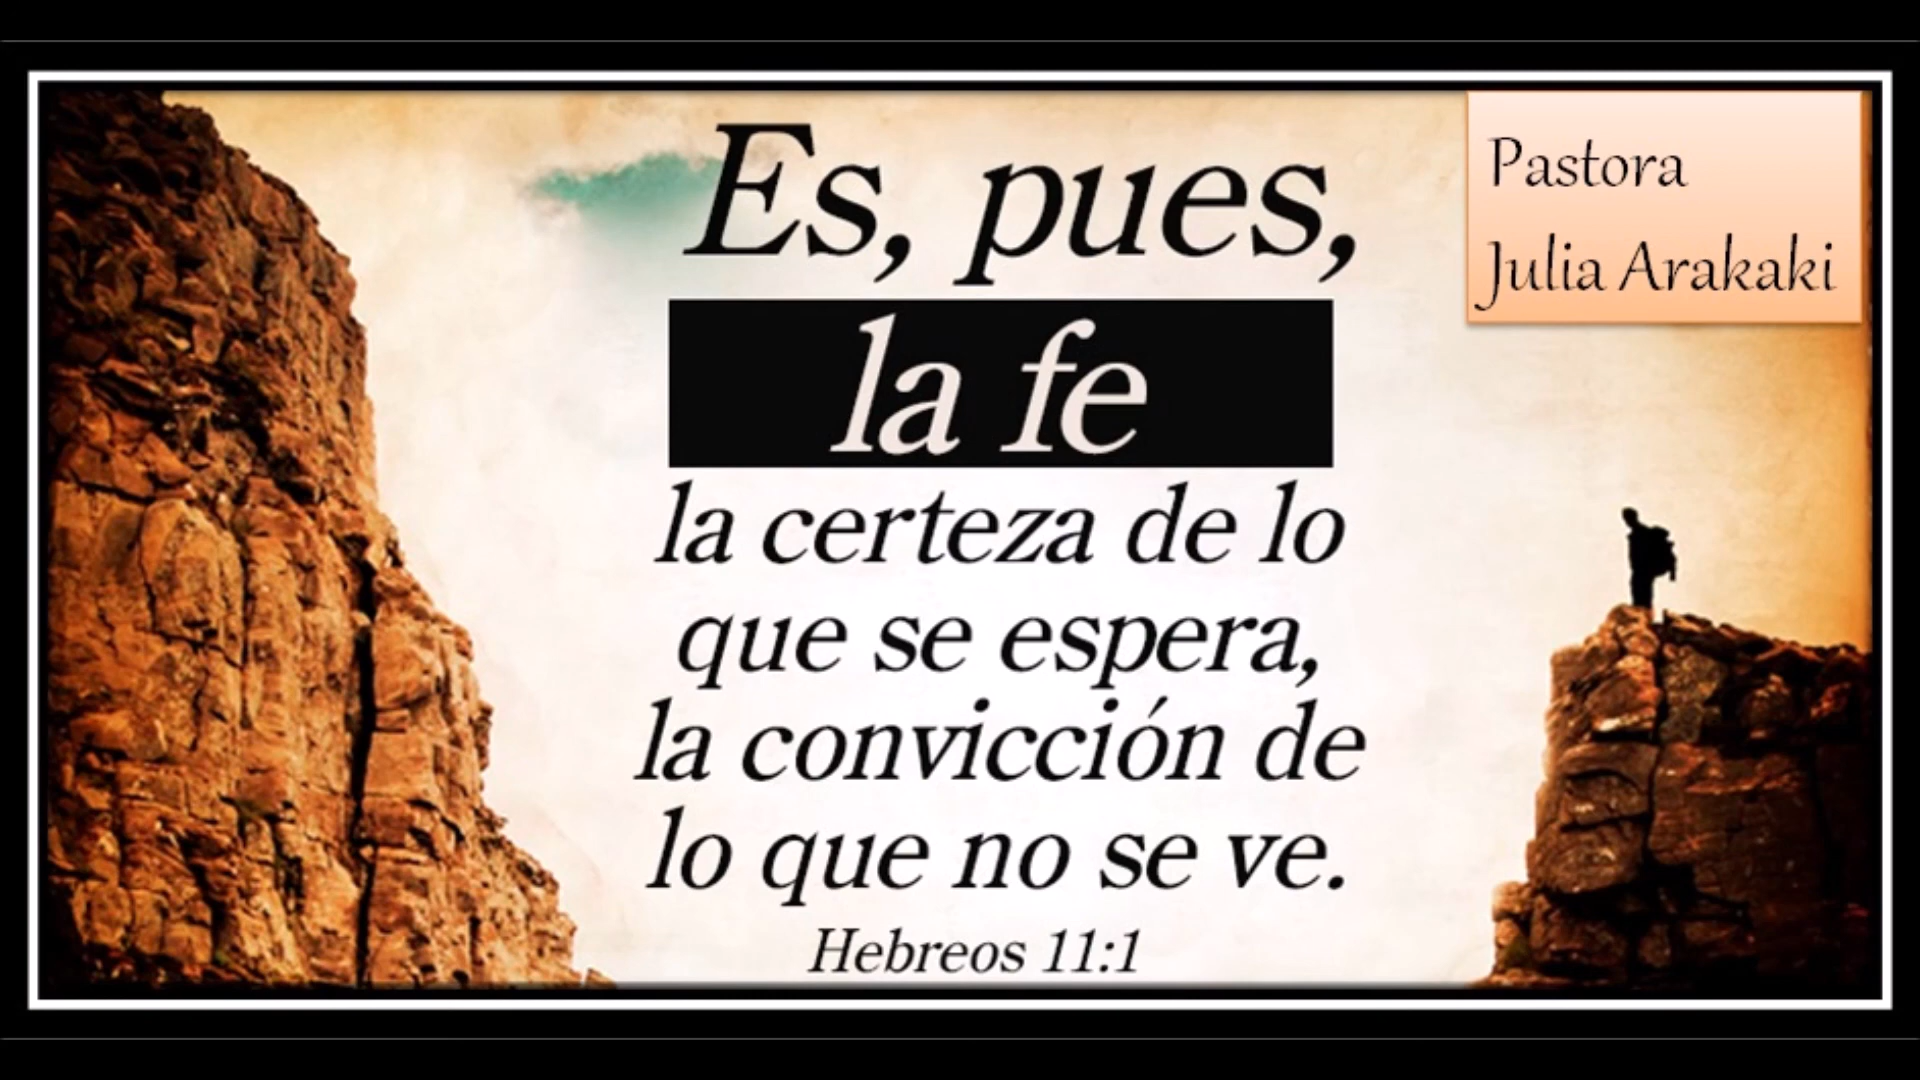 Es, pues,
la fe
la certeza de lo
que se espera,
la convicción de
lo que no se ve.
Hebreos 11:1
Pastora
Julia Arakaki